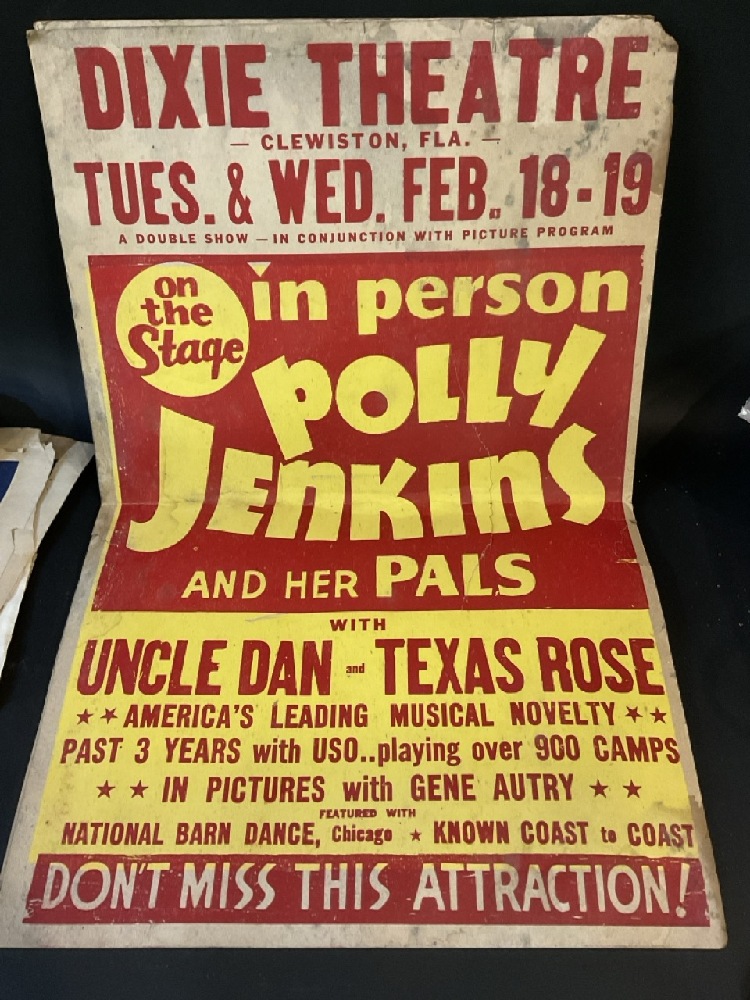 DIXIE THEATRE
— CLEWISTON, FLA. —
TUES. & WED. FEB. 18-19
A DOUBLE SHOW — IN CONJUNCTION WITH PICTURE PROGRAM
on
the
Stage
in person
POLLY
JENKINS
AND HER PALS
WITH
UNCLE DAN and TEXAS ROSE
★ ★ AMERICA'S LEADING MUSICAL NOVELTY ★ ★
PAST 3 YEARS with USO..playing over 900 CAMPS
★ ★ IN PICTURES with GENE AUTRY ★ ★
FEATURED WITH
NATIONAL BARN DANCE, Chicago ★ KNOWN COAST to COAST
DON'T MISS THIS ATTRACTION!